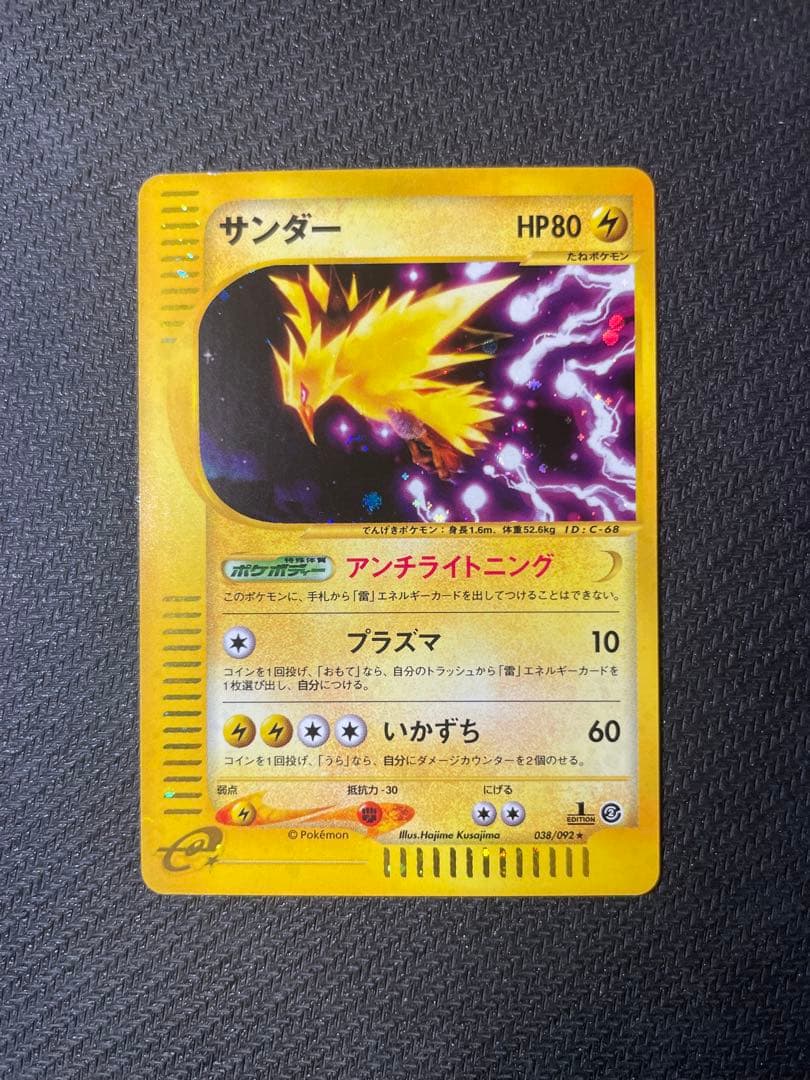 サンダー HP80
たねポケモン
でんげきポケモン:身長1.6m. 体重52.6kg ID:C-68
特殊体質
ポケボディー アンチライトニング
このポケモンに、手札から「雷」エネルギーカードを出してつけることはできない。
プラズマ 10
コインを1回投げ、「おもて」なら、自分のトラッシュから「雷」エネルギーカードを
1枚選び出し、自分につける。
いかずち 60
コインを1回投げ、「うら」なら、自分にダメージカウンターを2個のせる。
弱点 抵抗力-30 にげる
1
EDITION
© Pokémon Illus.Hajime Kusajima 038/092★